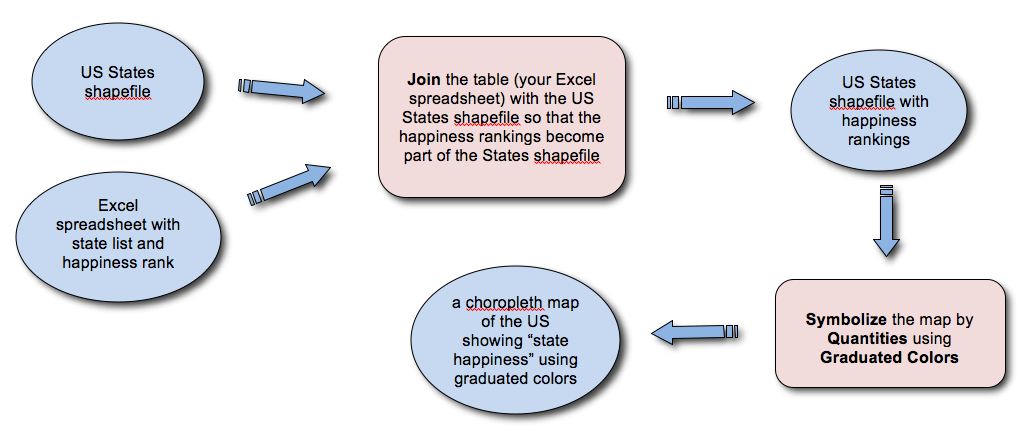 US States
shapefile
Excel
spreadsheet with
state list and
happiness rank
Join the table (your Excel
spreadsheet) with the US
States shapefile so that the
happiness rankings become
part of the States shapefile
US States
shapefile with
happiness
rankings
Symbolize the map by
Quantities using
Graduated Colors
a choropleth map
of the US
showing “state
happiness” using
graduated colors